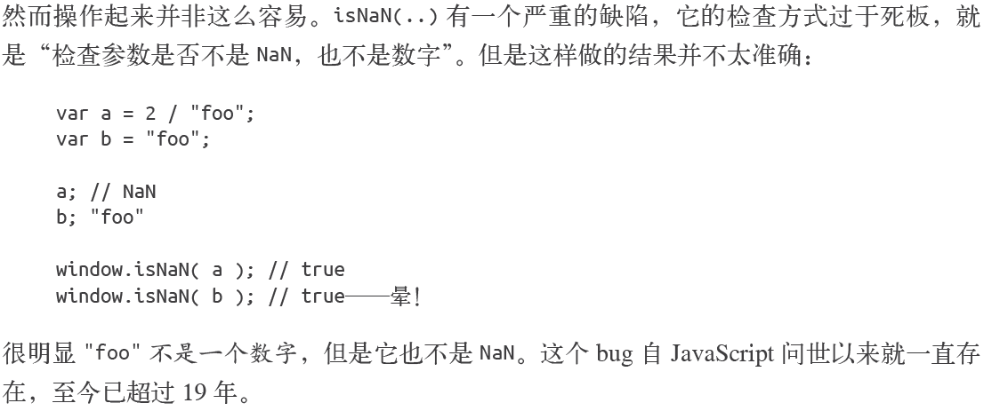 然而操作起来并非这么容易。isNaN(..) 有一个严重的缺陷，它的检查方式过于死板，就
是“检查参数是否不是 NaN，也不是数字”。但是这样做的结果并不太准确：
var a = 2 / "foo";
var b = "foo";
a; // NaN
b; "foo"
window.isNaN( a ); // true
window.isNaN( b ); // true——晕！
很明显 "foo" 不是一个数字，但是它也不是 NaN。这个 bug 自 JavaScript 问世以来就一直存
在，至今已超过 19 年。